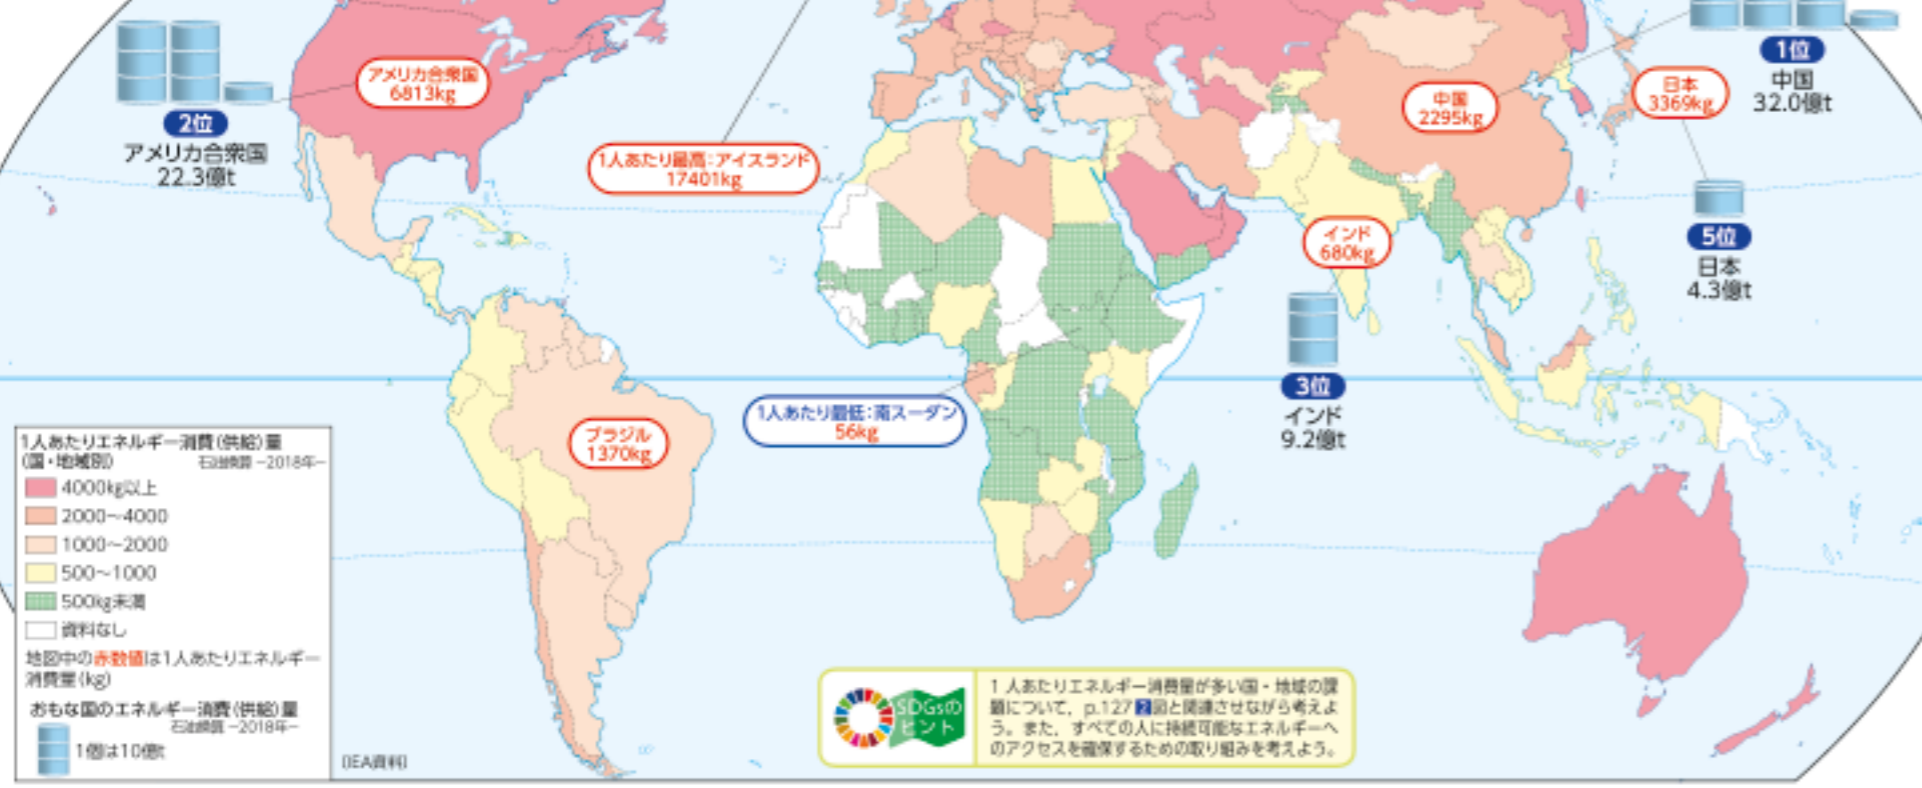 アメリカ合衆国
6813kg
2位
アメリカ合衆国
22.3億t
1人あたり最高:アイスランド
17401kg
中国
2295kg
日本
3369kg
1位
中国
32.0億t
インド
680kg
5位
日本
4.3億t
3位
インド
9.2億t
1人あたり最低:南スーダン
56kg
ブラジル
1370kg
1人あたりエネルギー消費(供給)量
(国・地域別)
石油換算 −2018年−
4000kg以上
2000〜4000
1000〜2000
500〜1000
500kg未満
資料なし
地図中の赤数値は1人あたりエネルギー
消費量(kg)
おもな国のエネルギー消費(供給)量
石油換算 −2018年−
1個は10億t
〔IEA資料〕
SDGsの
ヒント
1 人あたりエネルギー消費量が多い国・地域の課
題について,p.127 2図と関連させながら考えよ
う。また,すべての人に持続可能なエネルギーへ
のアクセスを確保するための取り組みを考えよう。